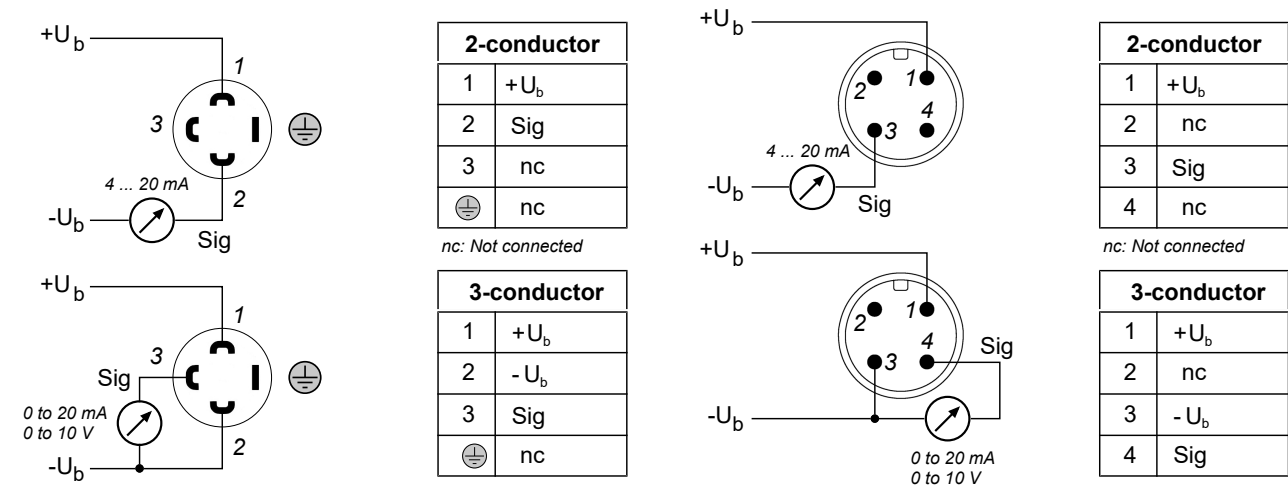 +Ub
1
3
4 ... 20 mA
-Ub
2
Sig
2-conductor
1 +Ub
2 Sig
3 nc
⏚ nc
nc: Not connected
+Ub
2 1
4
3
4 ... 20 mA
-Ub
Sig
2-conductor
1 +Ub
2 nc
3 Sig
4 nc
nc: Not connected
+Ub
1
3
Sig
0 to 20 mA
0 to 10 V
2
-Ub
3-conductor
1 +Ub
2 - Ub
3 Sig
⏚ nc
+Ub
2 1
4
3
Sig
-Ub
0 to 20 mA
0 to 10 V
3-conductor
1 +Ub
2 nc
3 - Ub
4 Sig